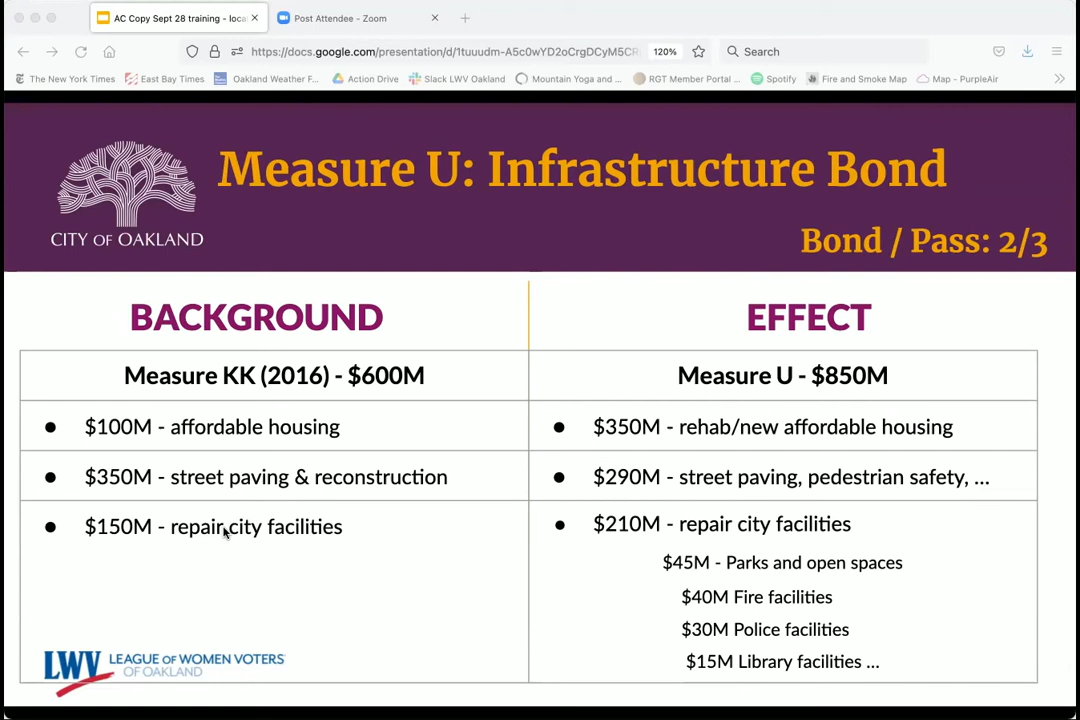 AC Copy Sept 28 training - loca
Post Attendee - Zoom
https://docs.google.com/presentation/d/1tuuudm-A5c0wYD2oCrgDCyM5CR
120%
Search
The New York Times
East Bay Times
Oakland Weather F...
Action Drive
Slack LWV Oakland
Mountain Yoga and ...
RGT Member Portal ...
Spotify
Fire and Smoke Map
Map - PurpleAir
CITY OF OAKLAND
Measure U: Infrastructure Bond
Bond / Pass: 2/3
BACKGROUND
EFFECT
Measure KK (2016) - $600M
Measure U - $850M
● $100M - affordable housing
● $350M - rehab/new affordable housing
● $350M - street paving & reconstruction
● $290M - street paving, pedestrian safety, ...
● $150M - repair city facilities
● $210M - repair city facilities
$45M - Parks and open spaces
$40M Fire facilities
$30M Police facilities
$15M Library facilities ...
LWV LEAGUE OF WOMEN VOTERS®
OF OAKLAND